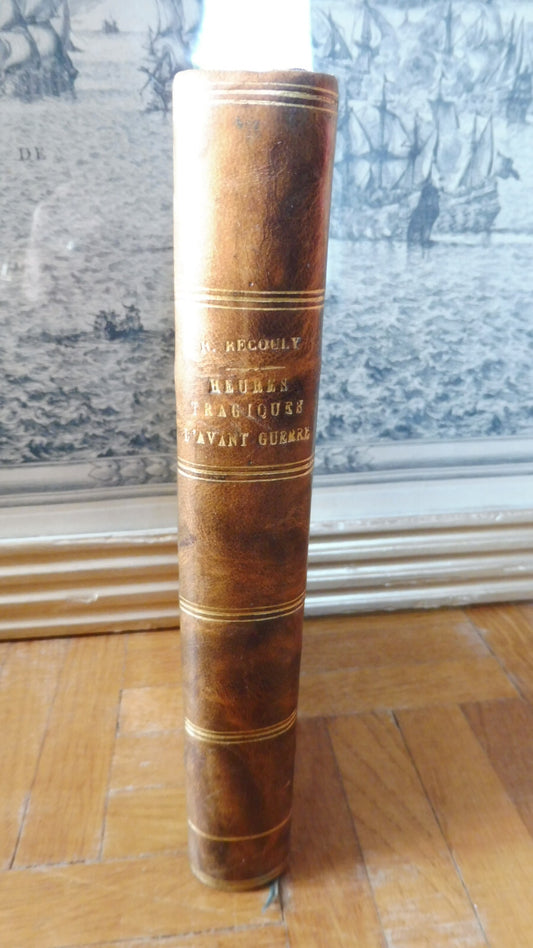 DE
R. RECOULY
HEURES
TRAGIQUES
D'AVANT GUERRE